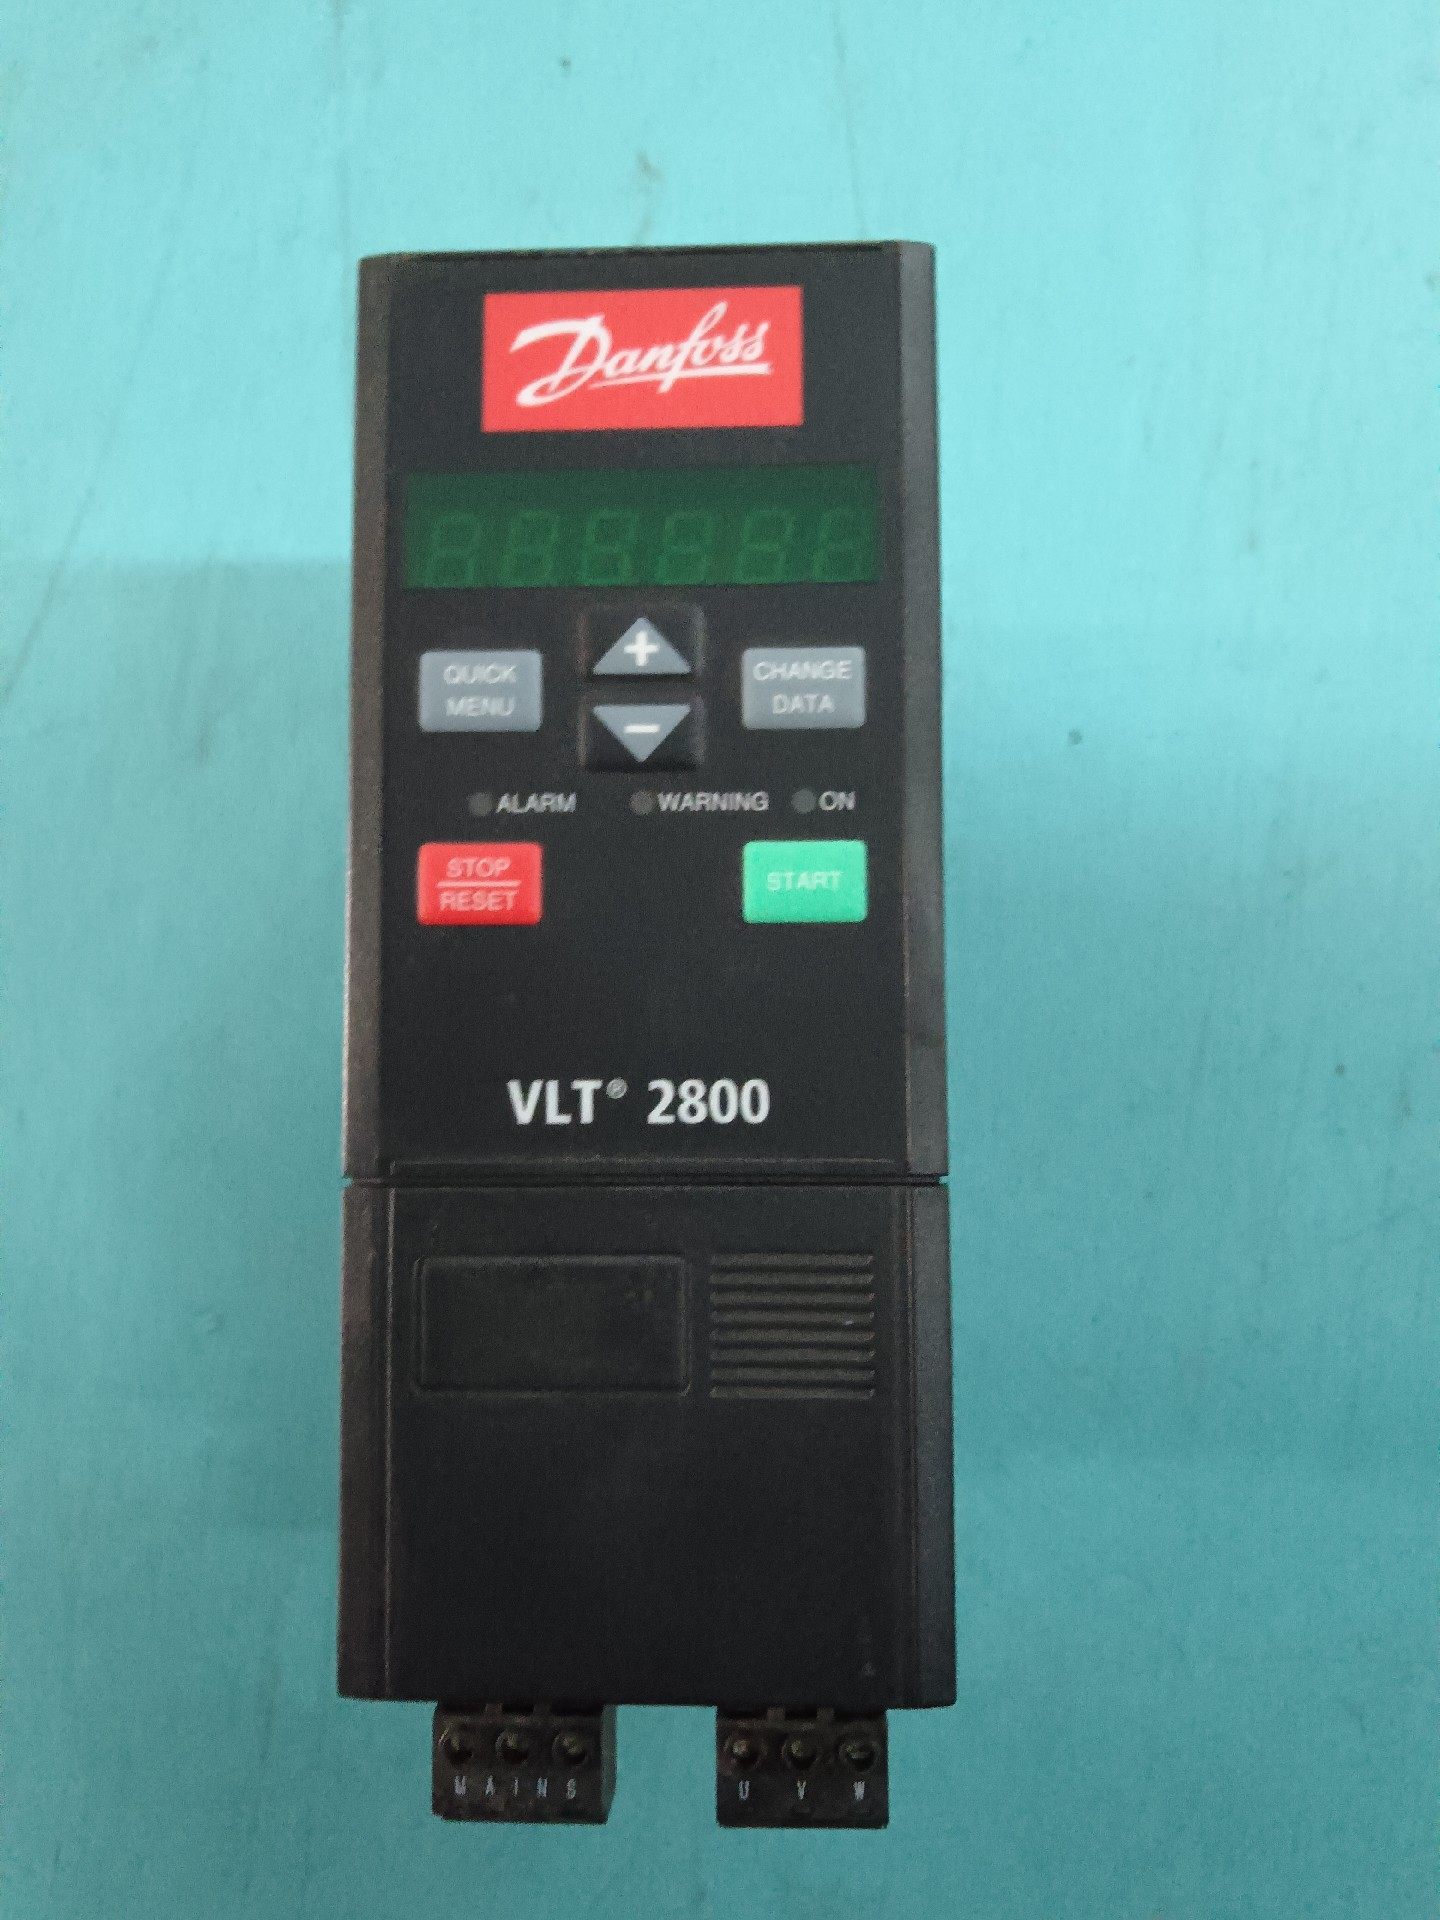 Danfoss
+
QUICK
MENU
CHANGE
DATA
-
ALARM WARNING ON
STOP
RESET
START
VLT® 2800
MAINS U V W